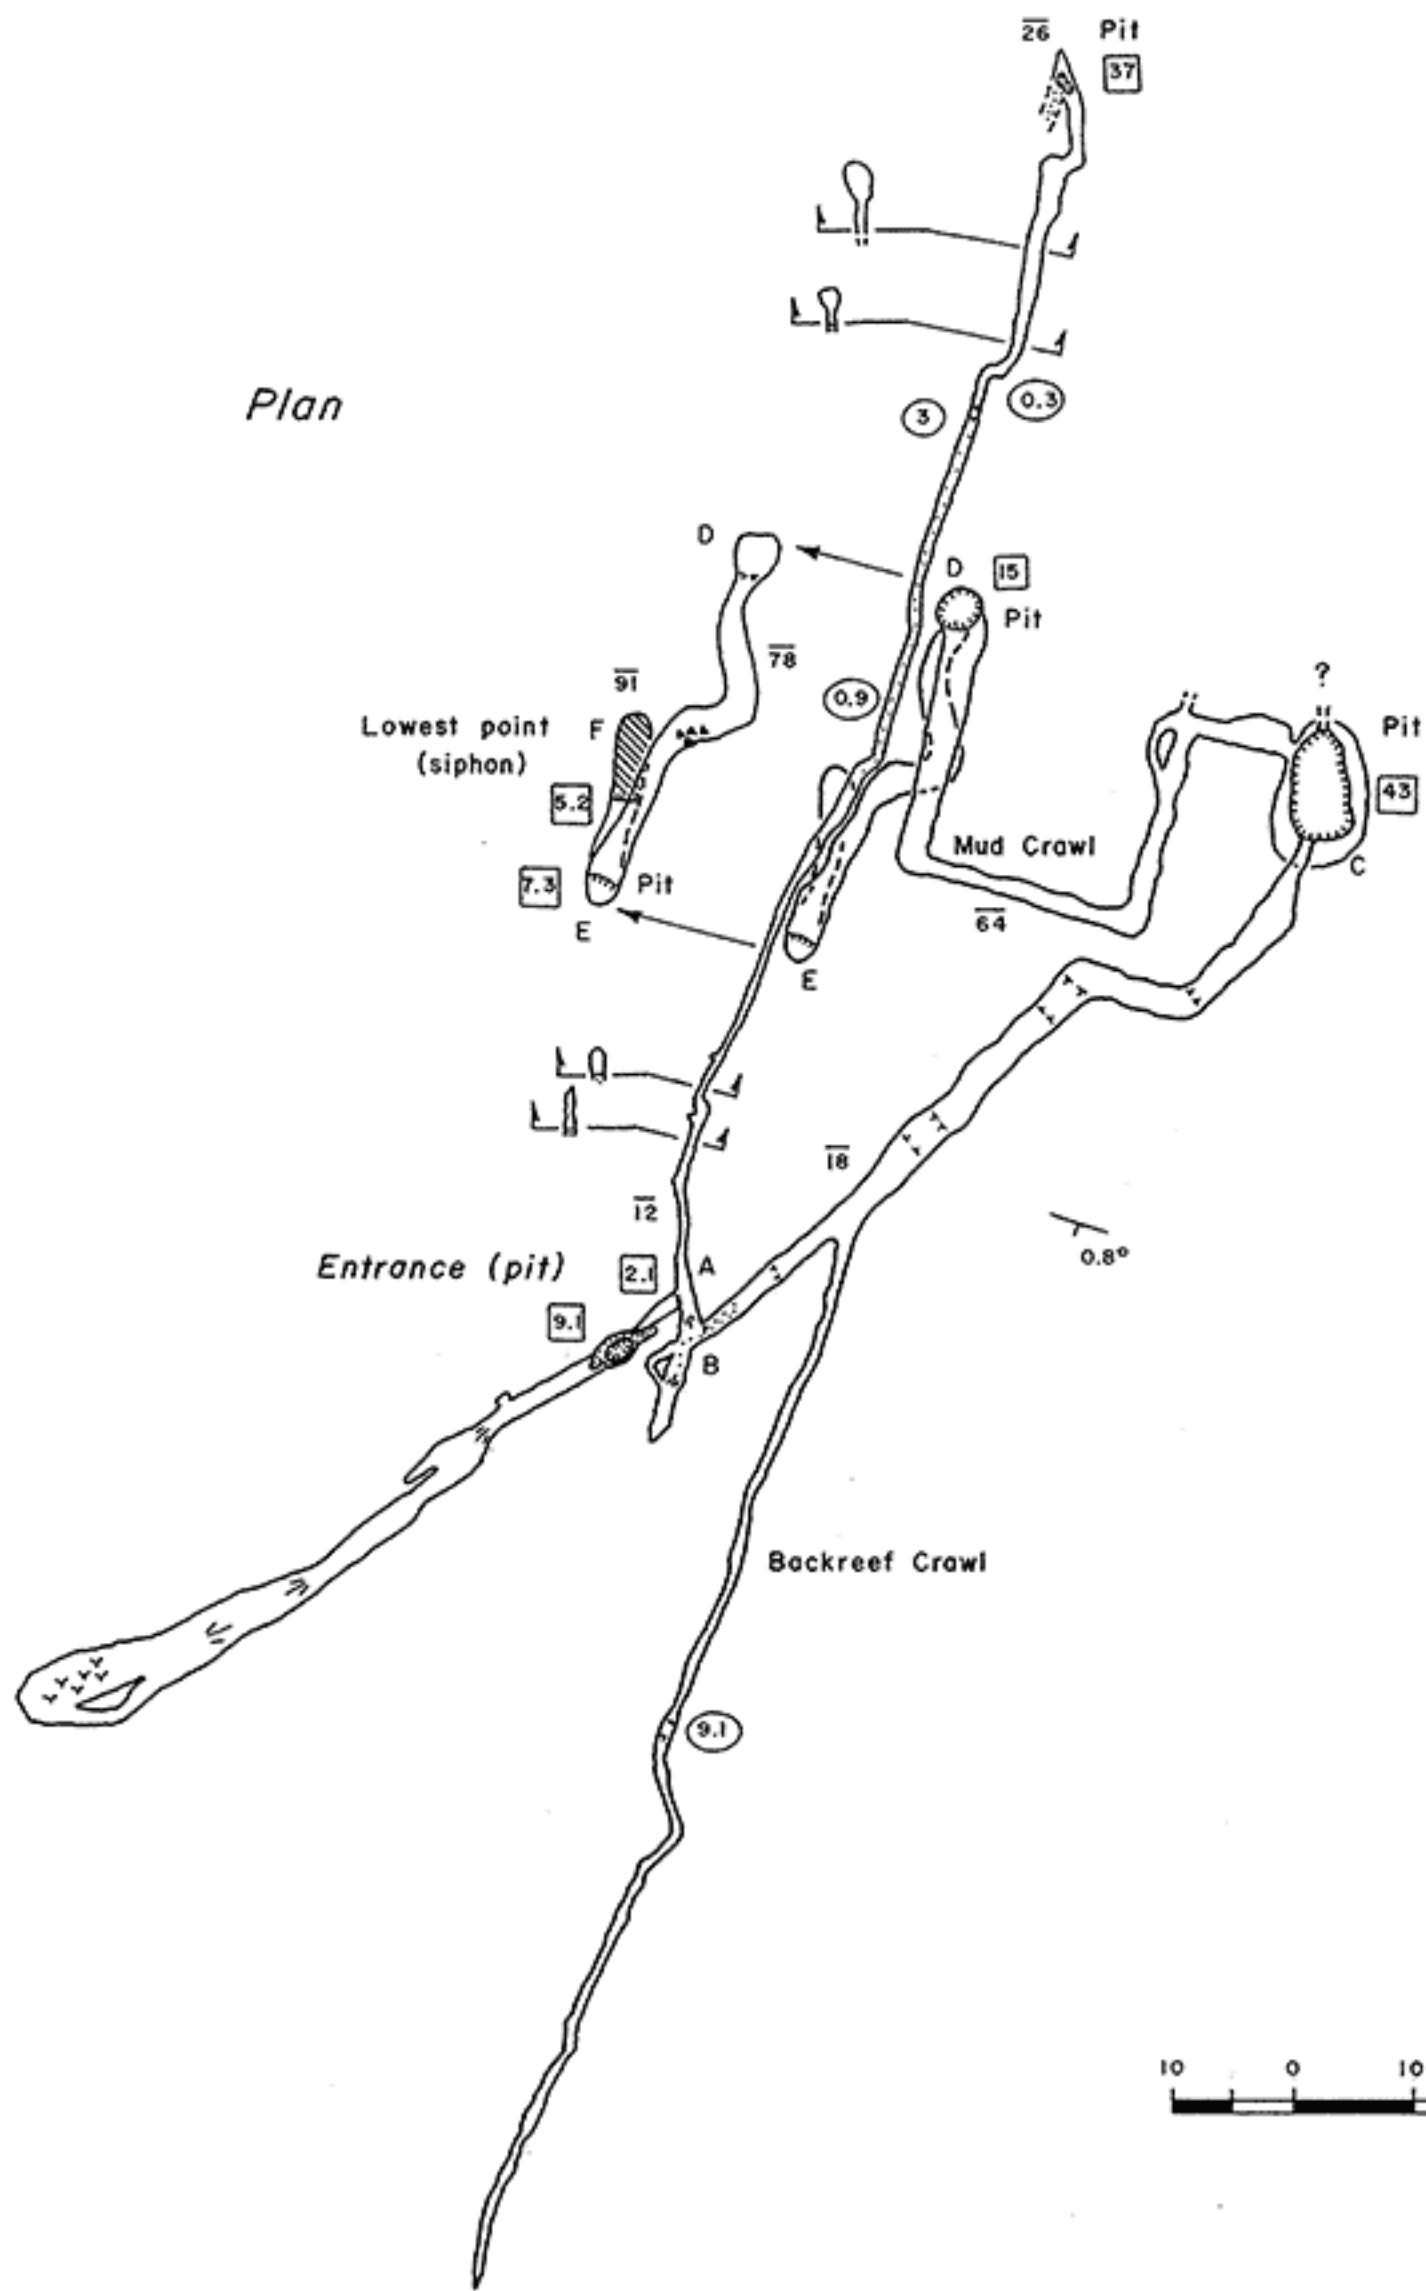 26 Pit
37
Plan
3
0.3
D
D
15
Pit
78
91
0.9
?
Lowest point
(siphon)
F
Pit
43
5.2
Mud Crawl
C
7.3
Pit
64
E
E
18
12
0.8°
Entrance (pit)
2.1
A
9.1
B
Backreef Crawl
9.1
10 0 10